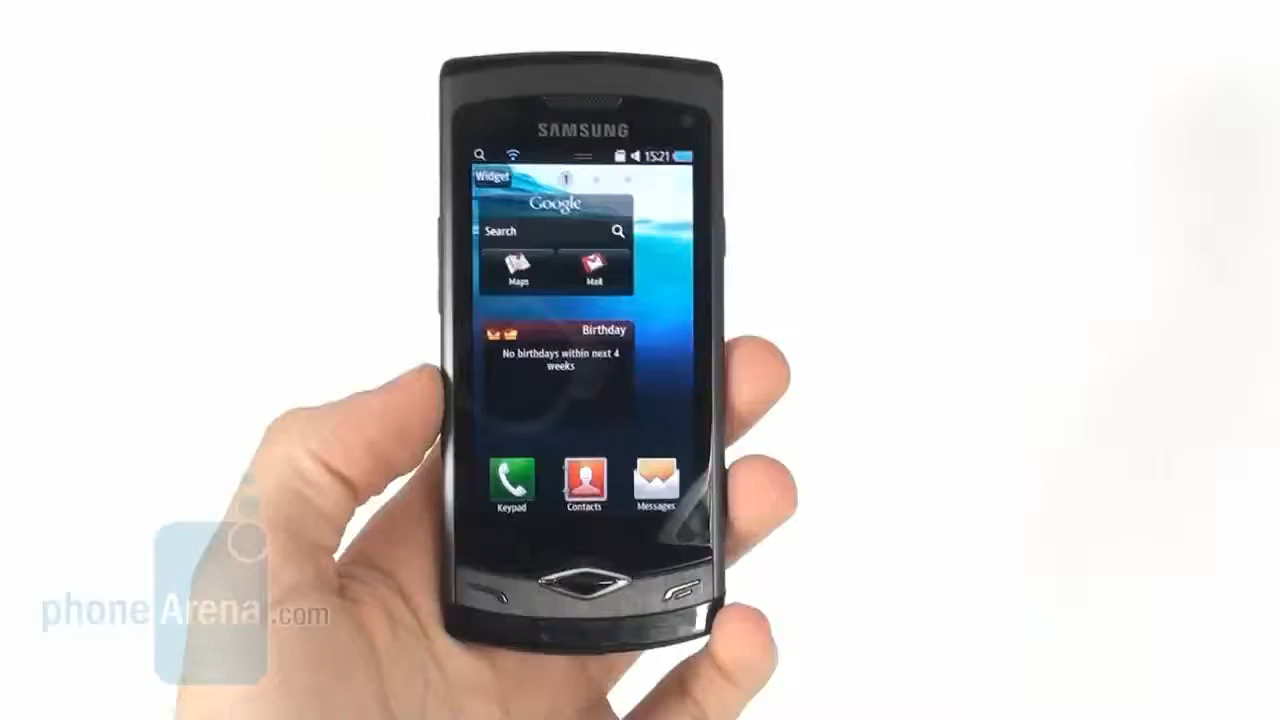 SAMSUNG
15:21
Widget
1
Google
Search
Maps
Mail
Birthday
No birthdays within next 4
weeks
Keypad
Contacts
Messages
phoneArena.com